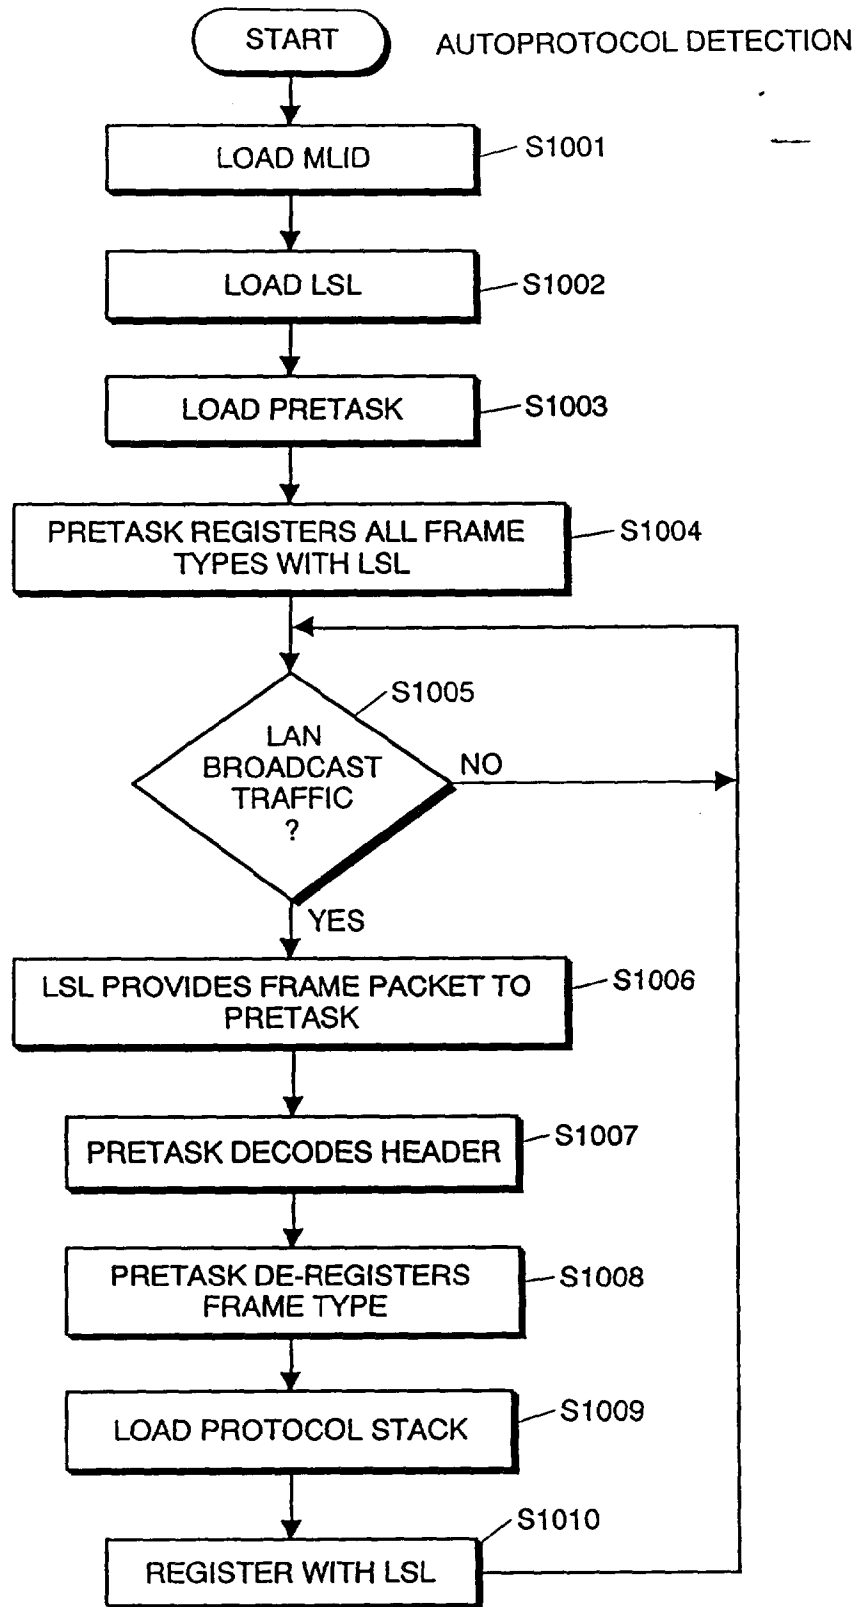 START
AUTOPROTOCOL DETECTION
LOAD MLID
S1001
LOAD LSL
S1002
LOAD PRETASK
S1003
PRETASK REGISTERS ALL FRAME
TYPES WITH LSL
S1004
S1005
LAN
BROADCAST
TRAFFIC
?
NO
YES
LSL PROVIDES FRAME PACKET TO
PRETASK
S1006
PRETASK DECODES HEADER
S1007
PRETASK DE-REGISTERS
FRAME TYPE
S1008
LOAD PROTOCOL STACK
S1009
REGISTER WITH LSL
S1010